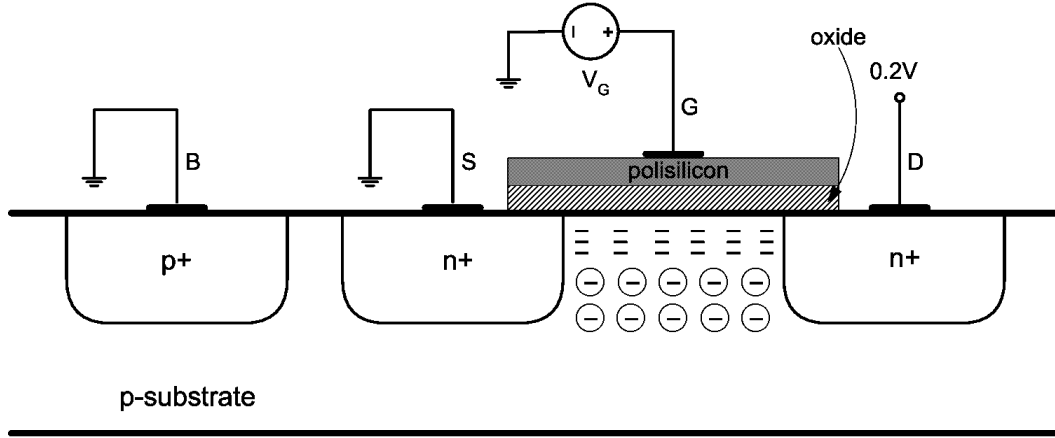 oxide
I +
V_G
0.2V
G
B
S
D
polisilicon
p+
n+
n+
p-substrate